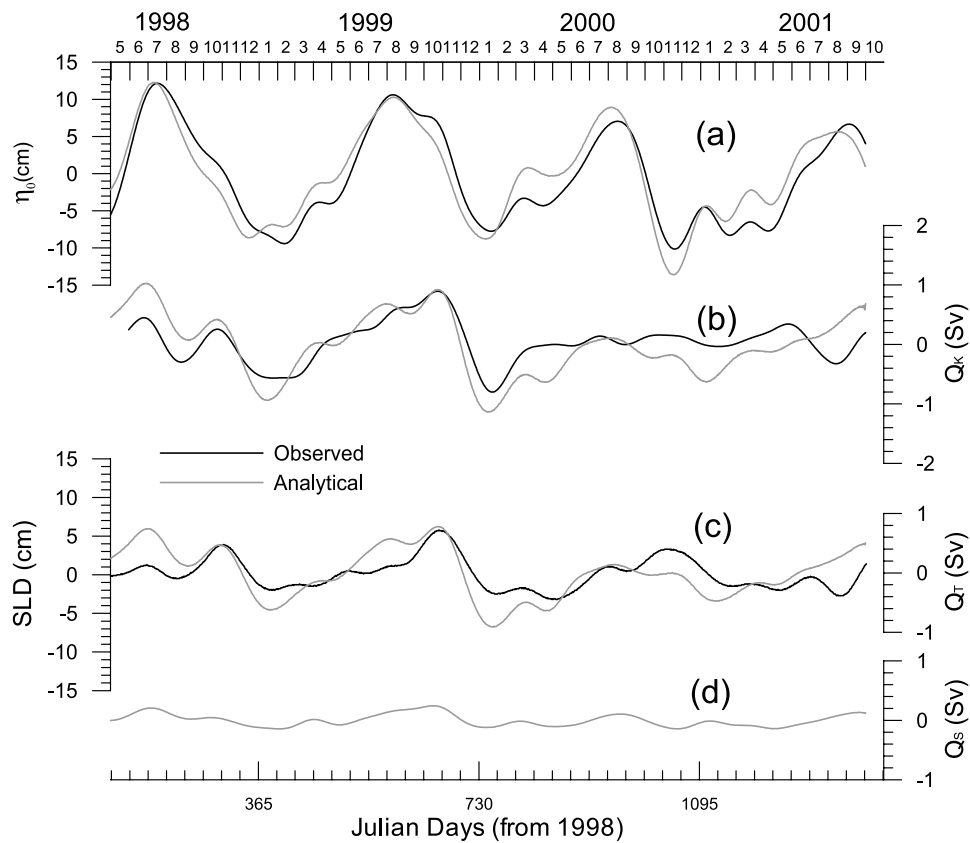 1998 1999 2000 2001
5 6 7 8 9 10 11 12 1 2 3 4 5 6 7 8 9 10 11 12 1 2 3 4 5 6 7 8 9 10 11 12 1 2 3 4 5 6 7 8 9 10
15
10
5
0
-5
-10
-15
η₀(cm)
(a)
2
1
0
-1
-2
QK (Sv)
(b)
Observed
Analytical
15
10
5
0
-5
-10
-15
SLD (cm)
(c)
1
0
-1
QT (Sv)
(d)
1
0
-1
QS (Sv)
365 730 1095
Julian Days (from 1998)